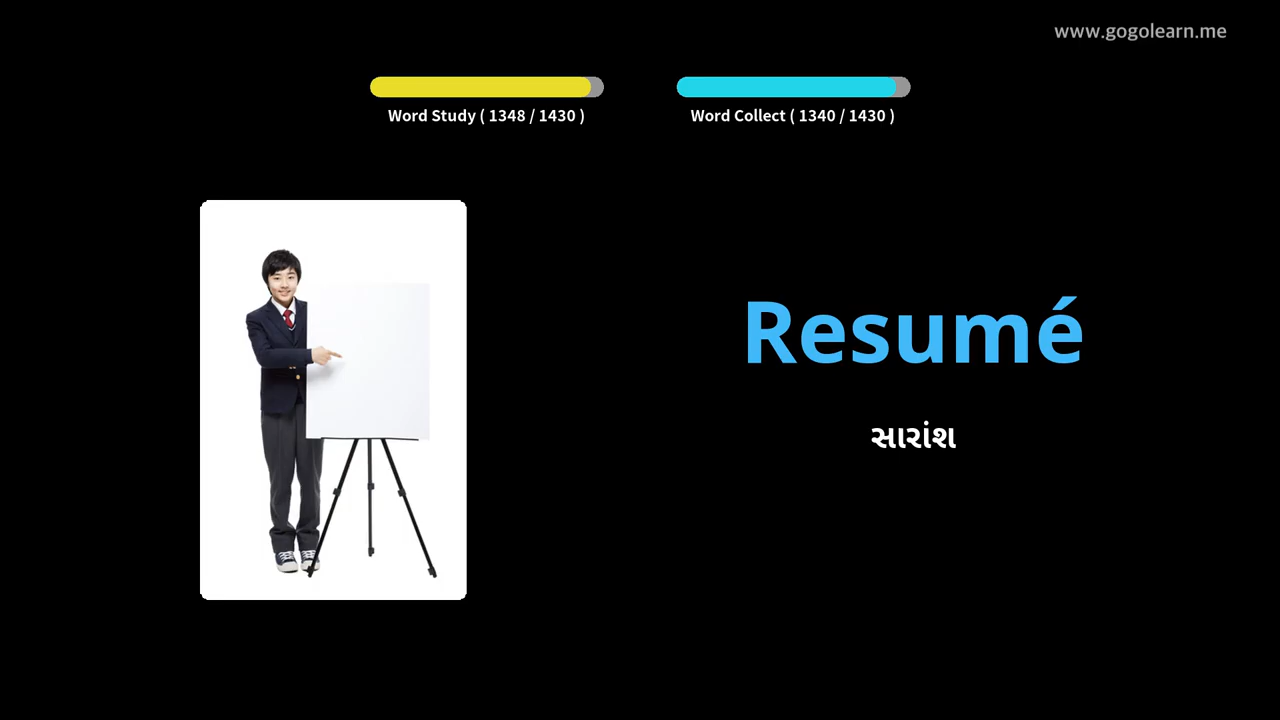 www.gogolearn.me
Word Study ( 1348 / 1430 )
Word Collect ( 1340 / 1430 )
Resumé
સારાંશ